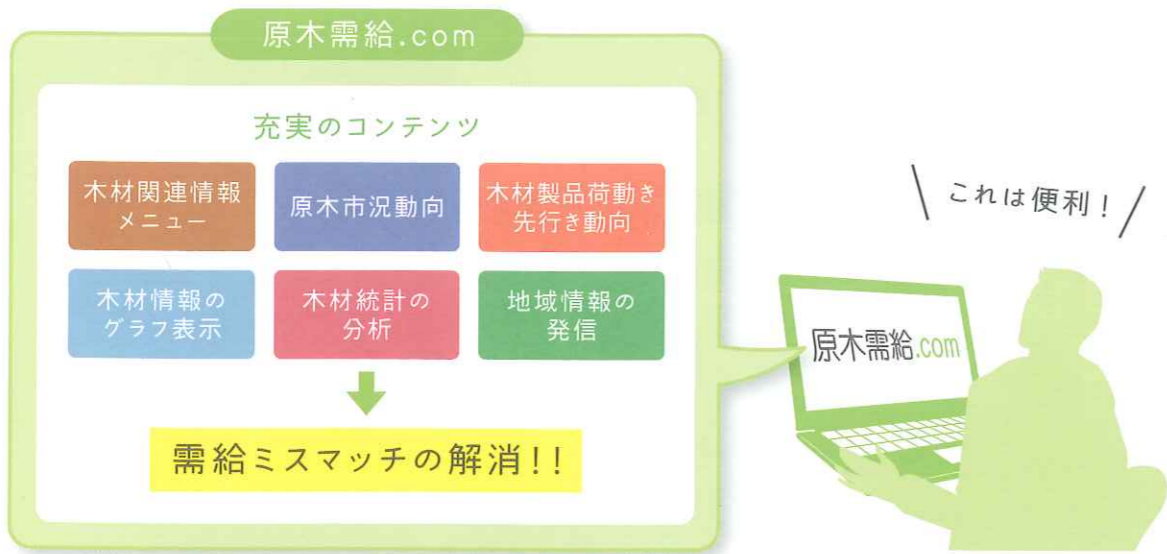 原木需給.com
充実のコンテンツ
木材関連情報
メニュー
原木市況動向
木材製品荷動き
先行き動向
木材情報の
グラフ表示
木材統計の
分析
地域情報の
発信
需給ミスマッチの解消!!
これは便利!
原木需給.com